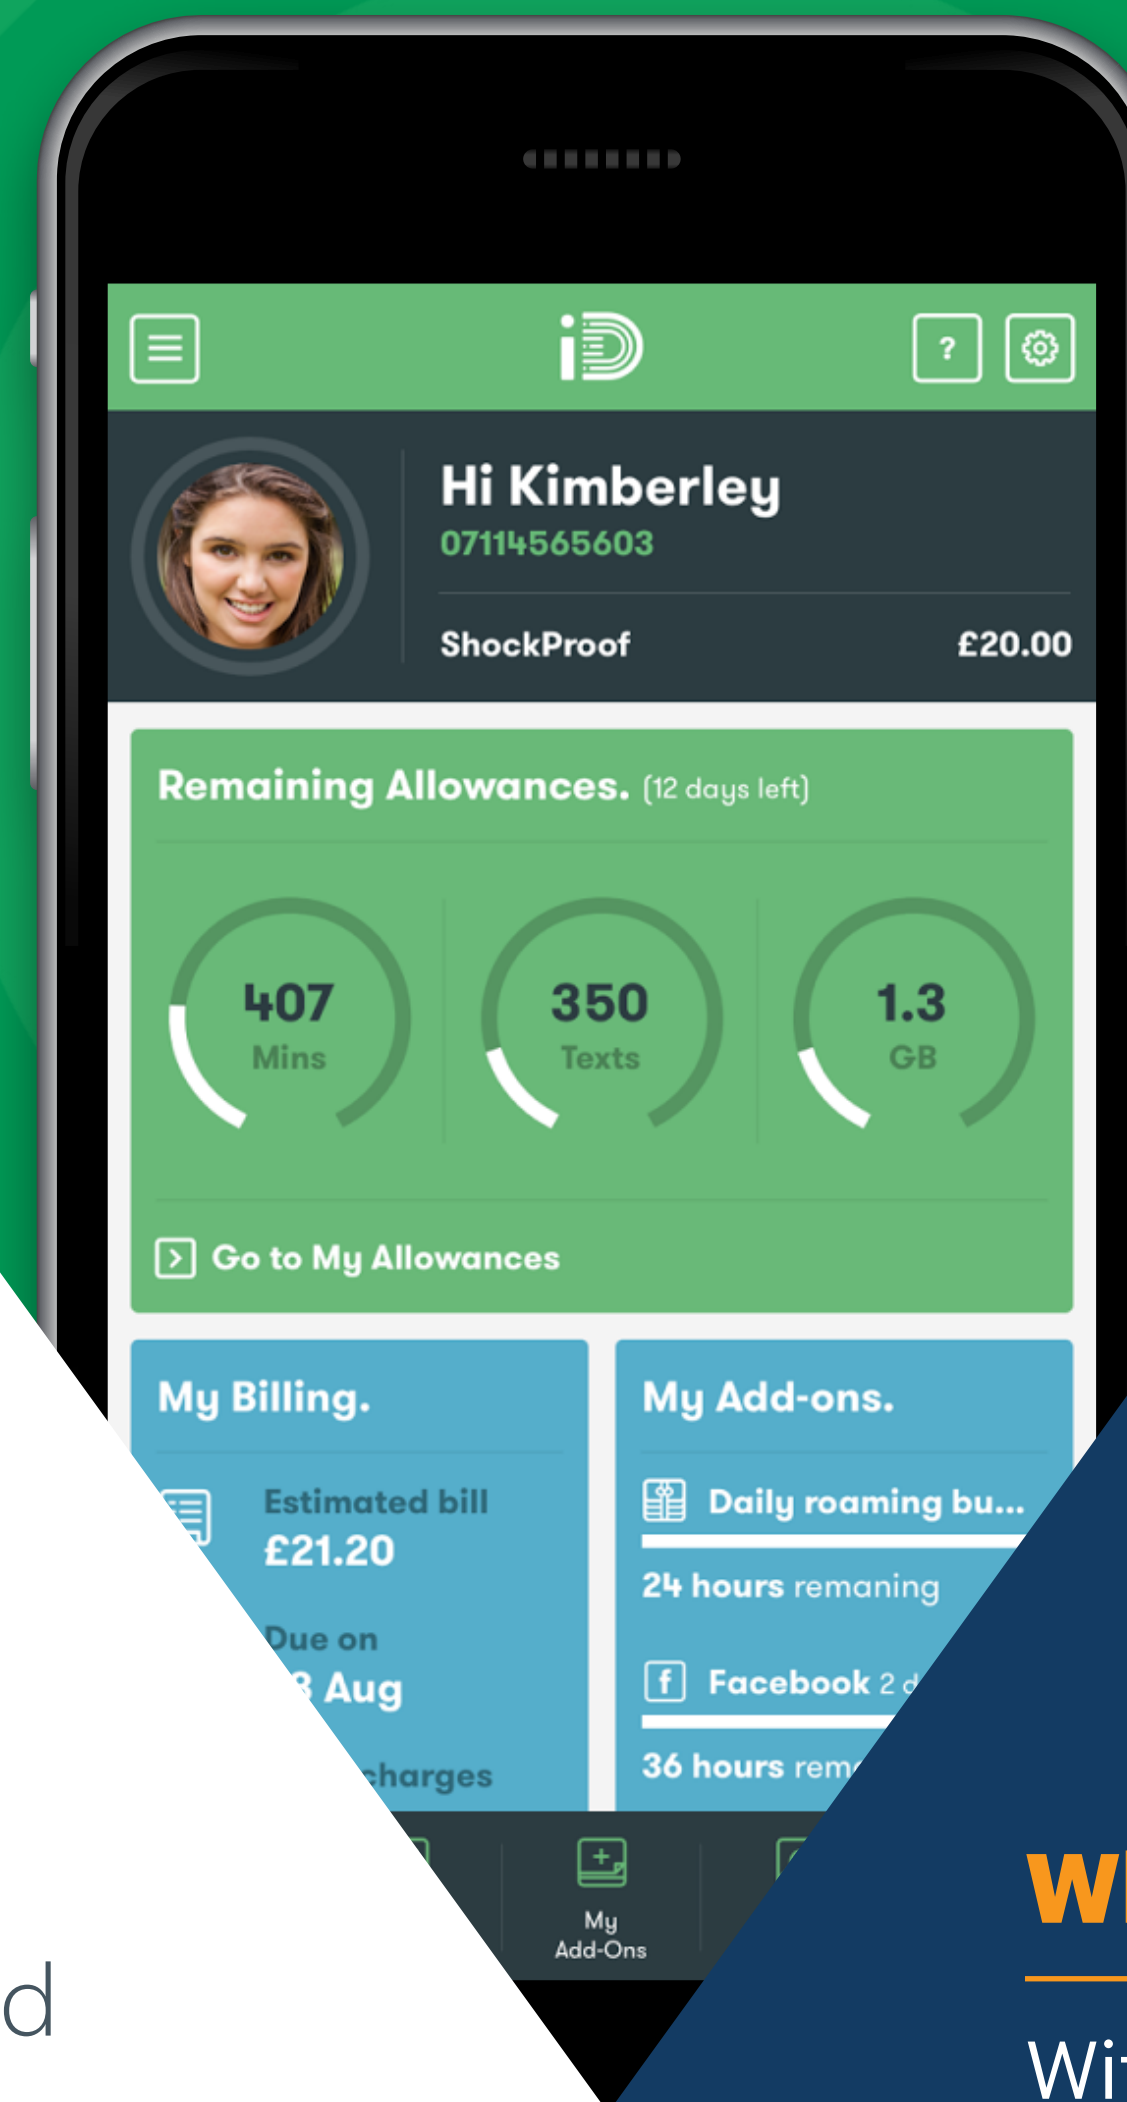 iD
?
Hi Kimberley
07114565603
ShockProof £20.00
Remaining Allowances. (12 days left)
407 350 1.3
Mins Texts GB
Go to My Allowances
My Billing. My Add-ons.
Estimated bill
£21.20
Due on
Aug
charges
Daily roaming bu...
24 hours remaning
Facebook 2
36 hours
My
Add-Ons